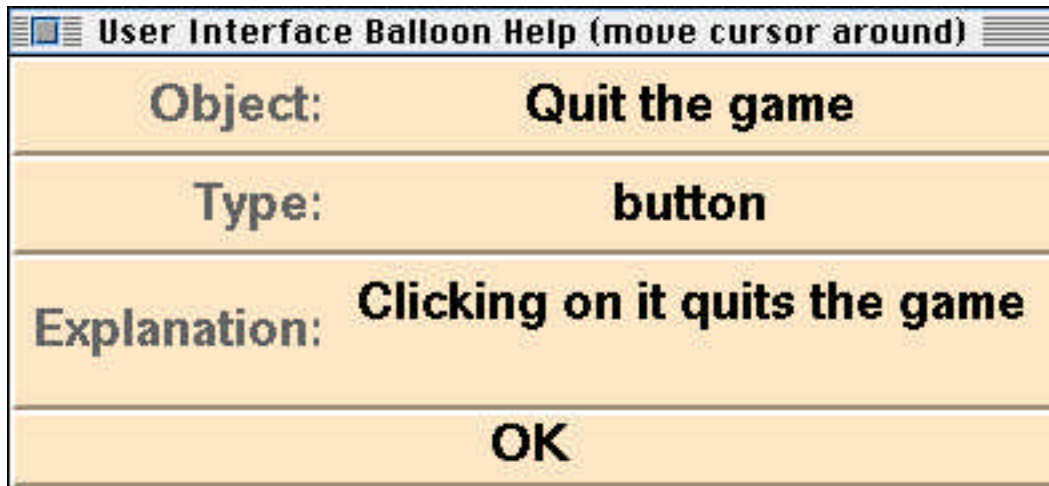 User Interface Balloon Help (move cursor around)
Object: Quit the game
Type: button
Explanation: Clicking on it quits the game
OK